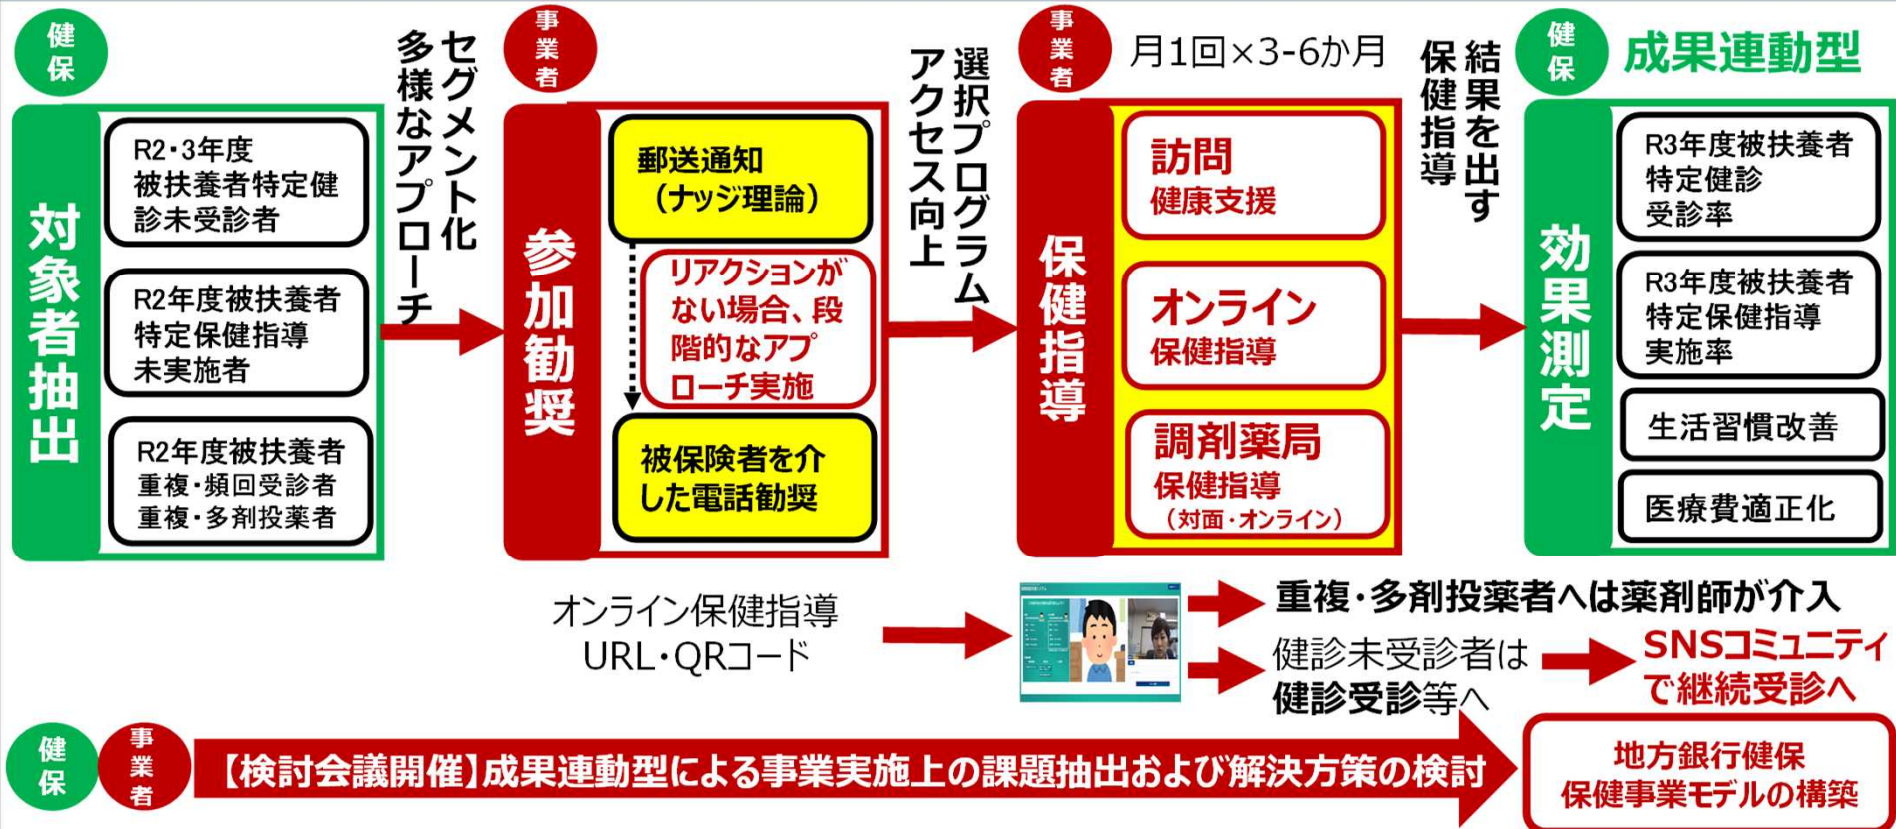 健
保
対象者抽出
R2・3年度
被扶養者特定健
診未受診者
R2年度被扶養者
特定保健指導
未実施者
R2年度被扶養者
重複・頻回受診者
重複・多剤投薬者
セグメント化
多様なアプローチ
事
業
者
参加勧奨
郵送通知
（ナッジ理論）
リアクションが
ない場合、段
階的なアプ
ローチ実施
被保険者を介
した電話勧奨
選択プログラム
アクセス向上
事
業
者
月1回×3-6か月
保健指導
訪問
健康支援
オンライン
保健指導
調剤薬局
保健指導
（対面・オンライン）
結果を出す
保健指導
健
保
成果連動型
効果測定
R3年度被扶養者
特定健診
受診率
R3年度被扶養者
特定保健指導
実施率
生活習慣改善
医療費適正化
オンライン保健指導
URL・QRコード
重複・多剤投薬者へは薬剤師が介入
健診未受診者は
健診受診等へ
SNSコミュニティ
で継続受診へ
健
保
事
業
者
【検討会議開催】成果連動型による事業実施上の課題抽出および解決方策の検討
地方銀行健保
保健事業モデルの構築